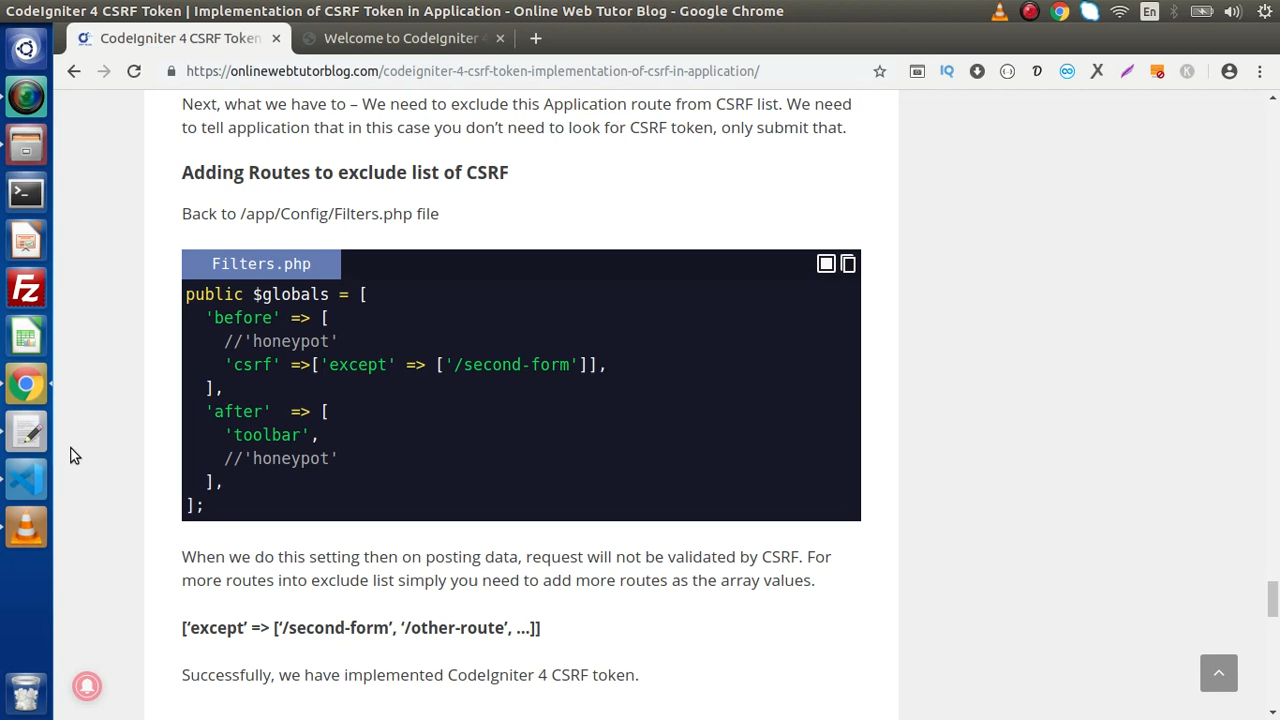 CodeIgniter 4 CSRF Token | Implementation of CSRF Token in Application - Online Web Tutor Blog - Google Chrome
En
CodeIgniter 4 CSRF Token
Welcome to CodeIgniter 4
https://onlinewebtutorblog.com/codeigniter-4-csrf-token-implementation-of-csrf-in-application/
IQ
D
X
K
Next, what we have to – We need to exclude this Application route from CSRF list. We need
to tell application that in this case you don’t need to look for CSRF token, only submit that.
Adding Routes to exclude list of CSRF
Back to /app/Config/Filters.php file
Filters.php
public $globals = [
'before' => [
//'honeypot'
'csrf' =>['except' => ['/second-form']],
],
'after'  => [
'toolbar',
//'honeypot'
],
];
When we do this setting then on posting data, request will not be validated by CSRF. For
more routes into exclude list simply you need to add more routes as the array values.
[‘except’ => [‘/second-form’, ‘/other-route’, …]]
Successfully, we have implemented CodeIgniter 4 CSRF token.